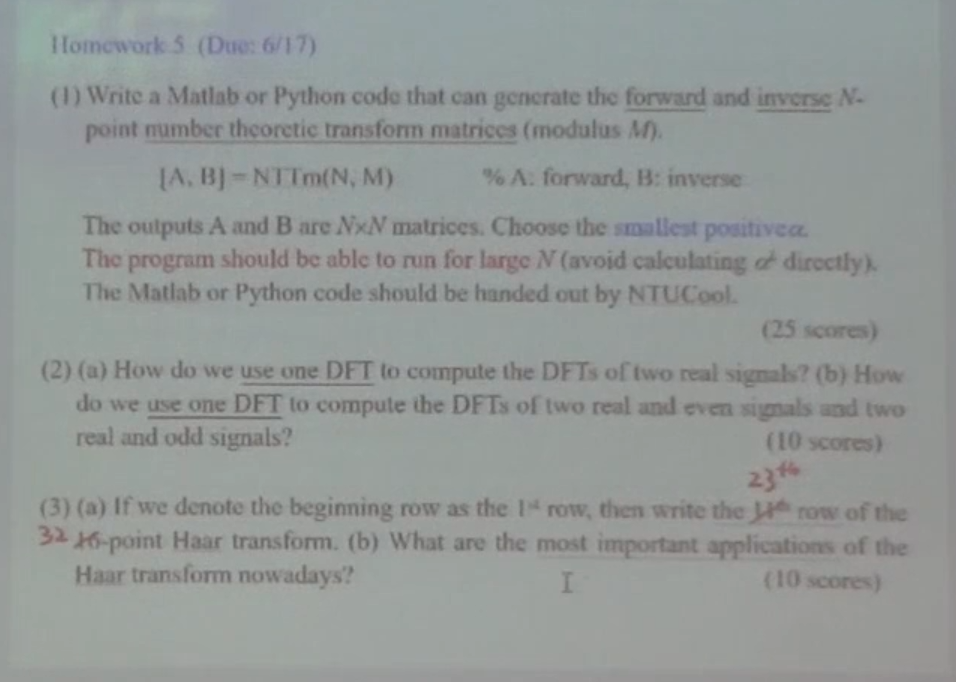 Homework 5 (Due: 6/17)
(1) Write a Matlab or Python code that can generate the forward and inverse N-
point number theoretic transform matrices (modulus M).
[A, B] = NTTm(N, M) % A: forward, B: inverse
The outputs A and B are N×N matrices. Choose the smallest positive α.
The program should be able to run for large N (avoid calculating αᵏ directly).
The Matlab or Python code should be handed out by NTUCool.
(25 scores)
(2) (a) How do we use one DFT to compute the DFTs of two real signals? (b) How
do we use one DFT to compute the DFTs of two real and even signals and two
real and odd signals?
(10 scores)
23th
(3) (a) If we denote the beginning row as the 1st row, then write the 11th row of the
32 16-point Haar transform. (b) What are the most important applications of the
Haar transform nowadays?
(10 scores)